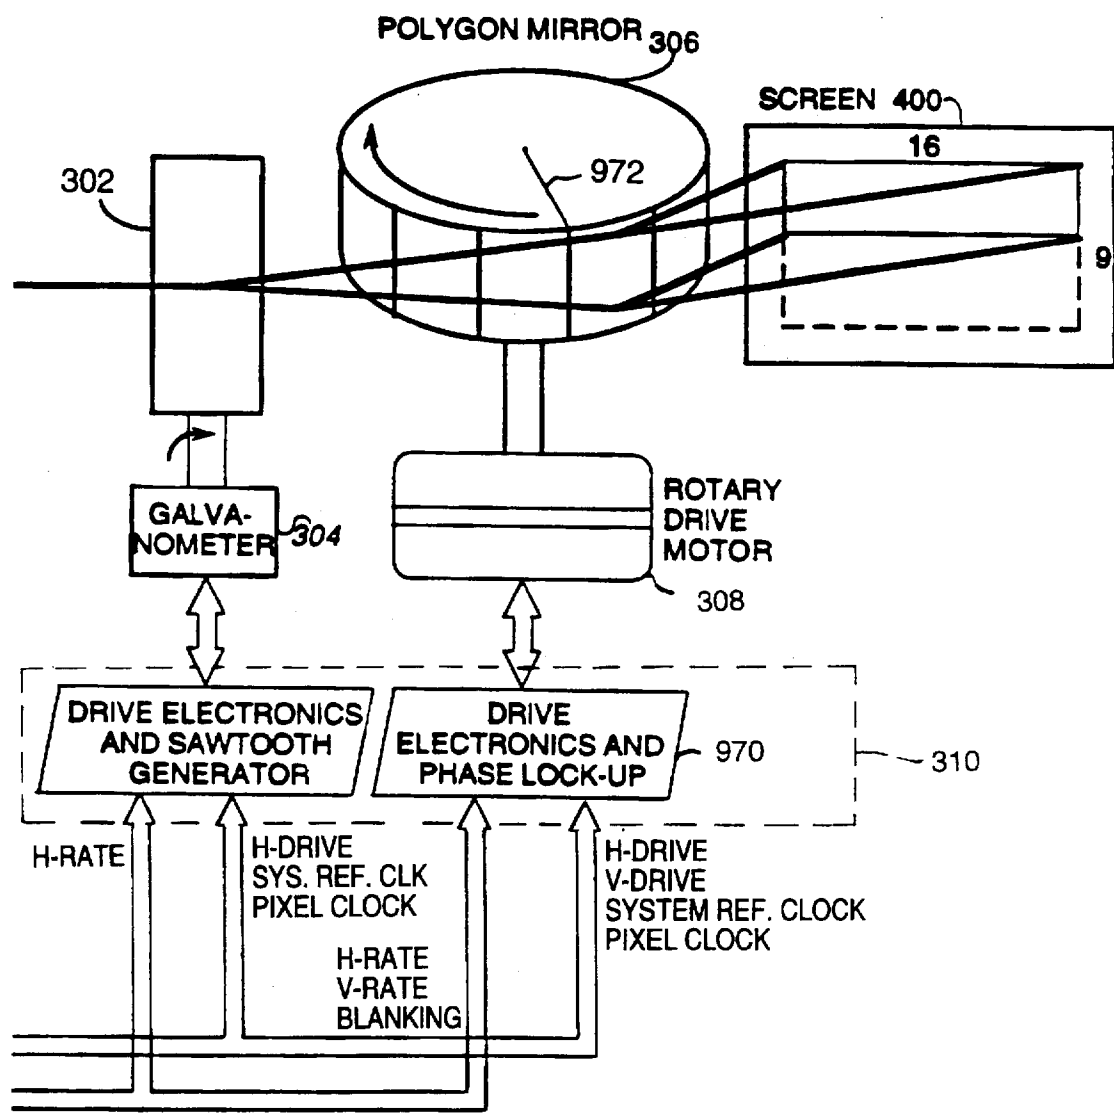 POLYGON MIRROR 306
SCREEN 400
16
302
972
9
GALVA-
NOMETER
304
ROTARY
DRIVE
MOTOR
308
DRIVE ELECTRONICS
AND SAWTOOTH
GENERATOR
DRIVE
ELECTRONICS AND
PHASE LOCK-UP
970
310
H-RATE
H-DRIVE
SYS. REF. CLK
PIXEL CLOCK
H-DRIVE
V-DRIVE
SYSTEM REF. CLOCK
PIXEL CLOCK
H-RATE
V-RATE
BLANKING